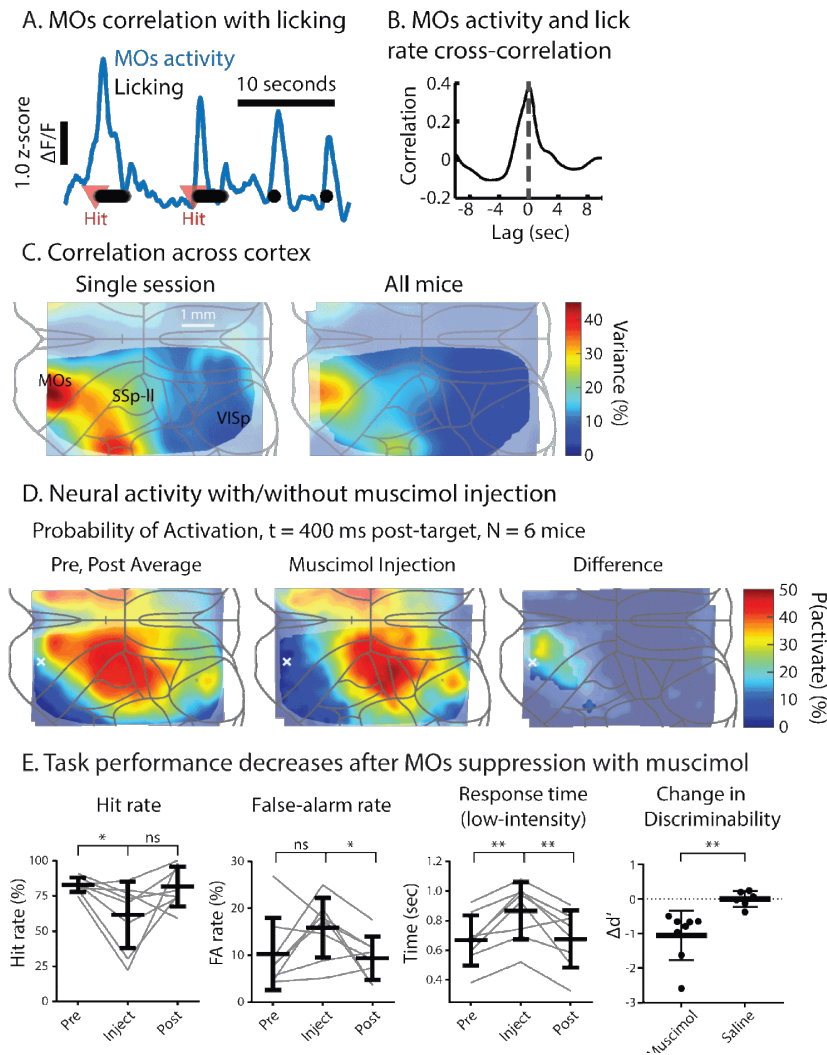 A. MOs correlation with licking
MOs activity
Licking
10 seconds
1.0 z-score
ΔF/F
Hit
Hit
B. MOs activity and lick
rate cross-correlation
Correlation
0.4
0.2
0
-0.2
-8
-4
0
4
8
Lag (sec)
C. Correlation across cortex
Single session
All mice
1 mm
MOs
SSp-II
VISp
40
30
20
10
0
Variance (%)
D. Neural activity with/without muscimol injection
Probability of Activation, t = 400 ms post-target, N = 6 mice
Pre, Post Average
Muscimol Injection
Difference
50
40
30
20
10
0
P(activate) (%)
E. Task performance decreases after MOs suppression with muscimol
Hit rate
* ns
Hit rate (%)
100
75
50
25
0
Pre
Inject
Post
False-alarm rate
ns *
FA rate (%)
30
20
10
0
Pre
Inject
Post
Response time
(low-intensity)
** **
Time (sec)
1.2
1.0
0.8
0.6
0.4
Pre
Inject
Post
Change in
Discriminability
**
Δd′
1
0
-1
-2
-3
Muscimol
Saline